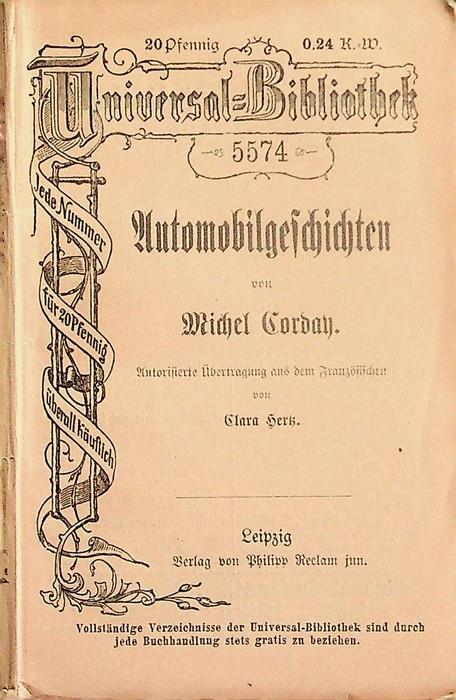 20 Pfennig 0.24 K.-W.
Universal-Bibliothek
5574
Jede Nummer
für 20 Pfennig
überall käuflich
Automobilgeschichten
von
Michel Corday.
Autorisierte Übertragung aus dem Französischen
von
Clara Hertz.
Leipzig
Verlag von Philipp Reclam jun.
Vollständige Verzeichnisse der Universal-Bibliothek sind durch
jede Buchhandlung stets gratis zu beziehen.